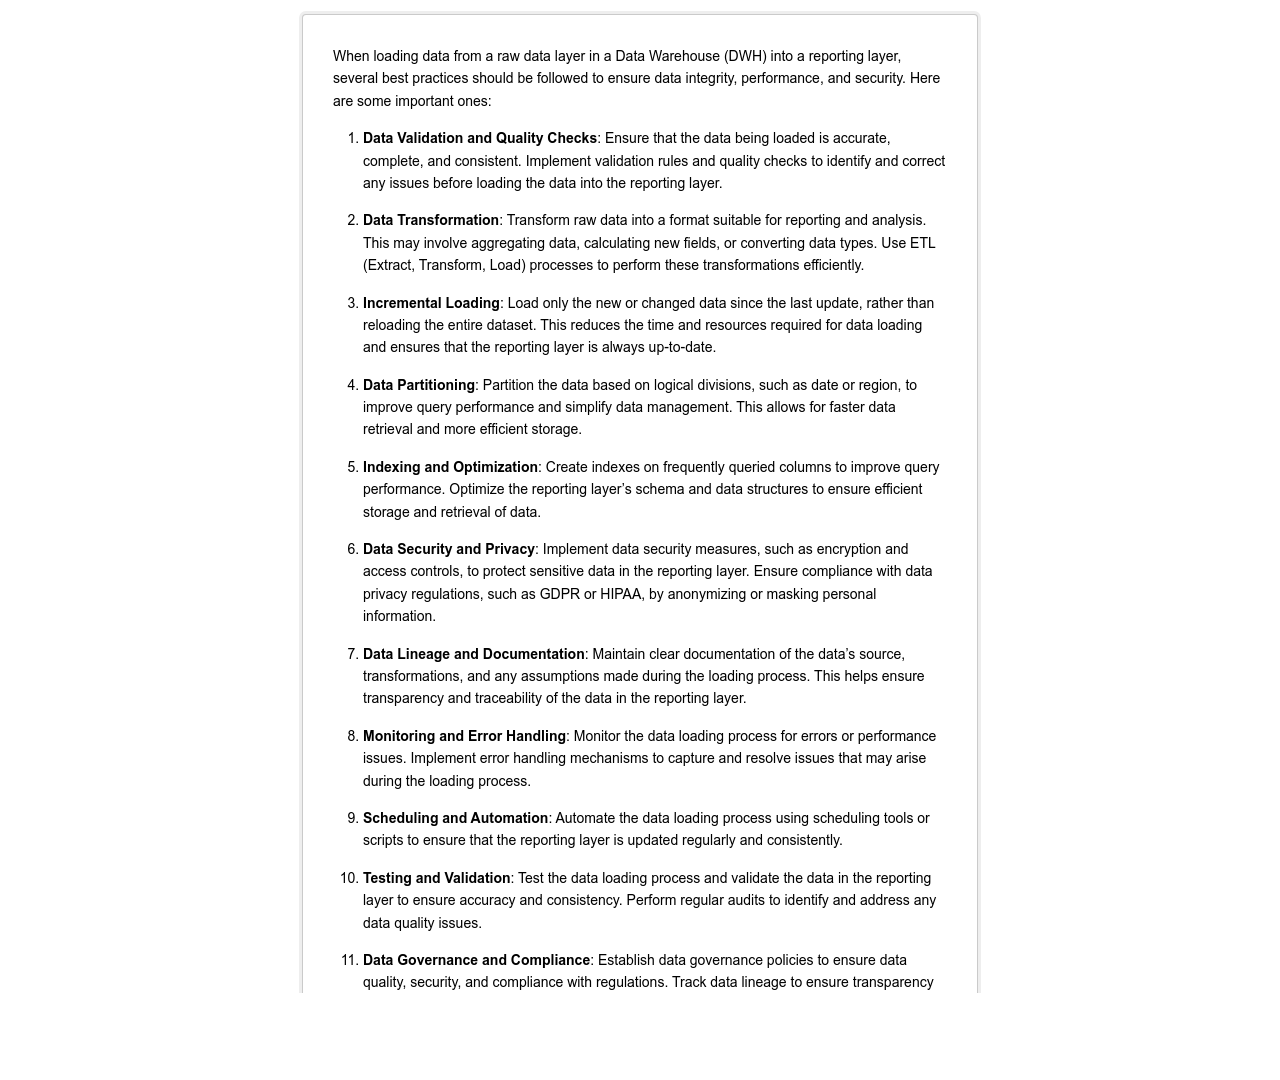 When loading data from a raw data layer in a Data Warehouse (DWH) into a reporting layer,
several best practices should be followed to ensure data integrity, performance, and security. Here
are some important ones:
1. Data Validation and Quality Checks: Ensure that the data being loaded is accurate,
complete, and consistent. Implement validation rules and quality checks to identify and correct
any issues before loading the data into the reporting layer.
2. Data Transformation: Transform raw data into a format suitable for reporting and analysis.
This may involve aggregating data, calculating new fields, or converting data types. Use ETL
(Extract, Transform, Load) processes to perform these transformations efficiently.
3. Incremental Loading: Load only the new or changed data since the last update, rather than
reloading the entire dataset. This reduces the time and resources required for data loading
and ensures that the reporting layer is always up-to-date.
4. Data Partitioning: Partition the data based on logical divisions, such as date or region, to
improve query performance and simplify data management. This allows for faster data
retrieval and more efficient storage.
5. Indexing and Optimization: Create indexes on frequently queried columns to improve query
performance. Optimize the reporting layer’s schema and data structures to ensure efficient
storage and retrieval of data.
6. Data Security and Privacy: Implement data security measures, such as encryption and
access controls, to protect sensitive data in the reporting layer. Ensure compliance with data
privacy regulations, such as GDPR or HIPAA, by anonymizing or masking personal
information.
7. Data Lineage and Documentation: Maintain clear documentation of the data’s source,
transformations, and any assumptions made during the loading process. This helps ensure
transparency and traceability of the data in the reporting layer.
8. Monitoring and Error Handling: Monitor the data loading process for errors or performance
issues. Implement error handling mechanisms to capture and resolve issues that may arise
during the loading process.
9. Scheduling and Automation: Automate the data loading process using scheduling tools or
scripts to ensure that the reporting layer is updated regularly and consistently.
10. Testing and Validation: Test the data loading process and validate the data in the reporting
layer to ensure accuracy and consistency. Perform regular audits to identify and address any
data quality issues.
11. Data Governance and Compliance: Establish data governance policies to ensure data
quality, security, and compliance with regulations. Track data lineage to ensure transparency